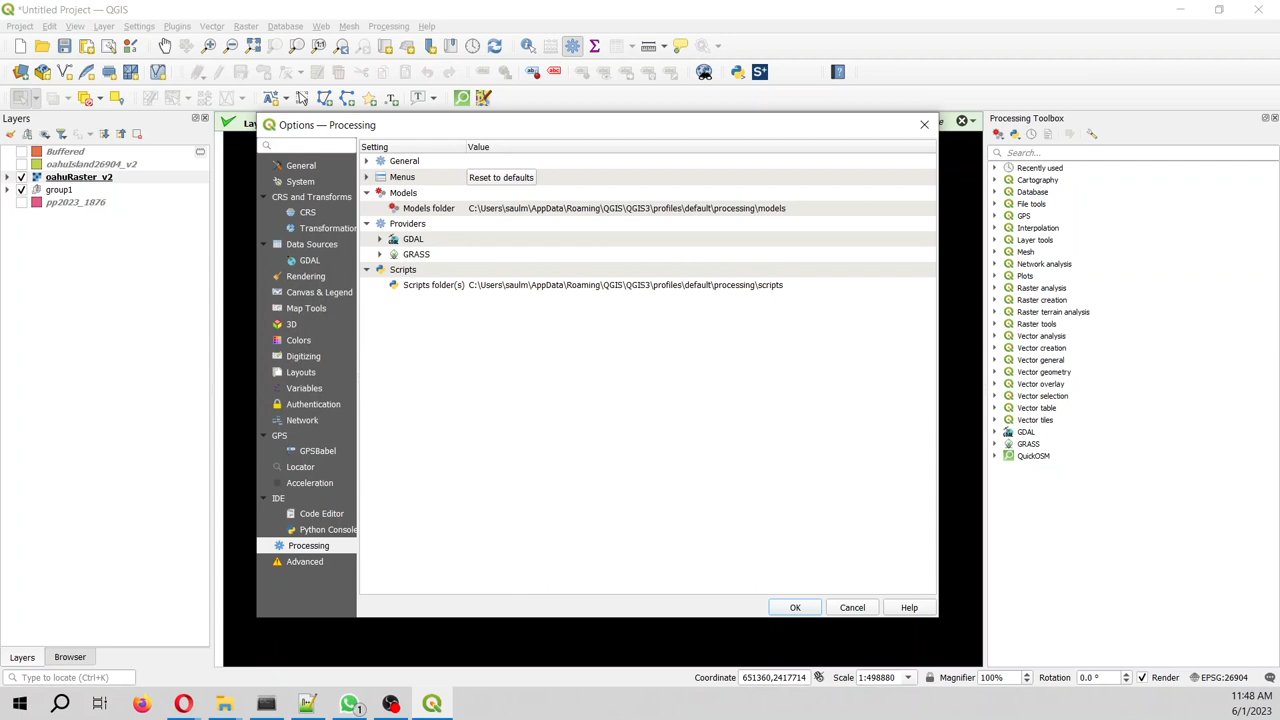 *Untitled Project — QGIS
Project Edit View Layer Settings Plugins Vector Raster Database Web Mesh Processing Help
Layers
Buffered
oahuIsland26904_v2
oahuRaster_v2
group1
pp2023_1876
Lay
e
Options — Processing
General
System
CRS and Transforms
CRS
Transformation
Data Sources
GDAL
Rendering
Canvas & Legend
Map Tools
3D
Colors
Digitizing
Layouts
Variables
Authentication
Network
GPS
GPSBabel
Locator
Acceleration
IDE
Code Editor
Python Console
Processing
Advanced
Setting Value
General
Menus Reset to defaults
Models
Models folder C:\Users\saulm\AppData\Roaming\QGIS\QGIS3\profiles\default\processing\models
Providers
GDAL
GRASS
Scripts
Scripts folder(s) C:\Users\saulm\AppData\Roaming\QGIS\QGIS3\profiles\default\processing\scripts
OK Cancel Help
Processing Toolbox
Search...
Recently used
Cartography
Database
File tools
GPS
Interpolation
Layer tools
Mesh
Network analysis
Plots
Raster analysis
Raster creation
Raster terrain analysis
Raster tools
Vector analysis
Vector creation
Vector general
Vector geometry
Vector overlay
Vector selection
Vector table
Vector tiles
GDAL
GRASS
QuickOSM
Layers Browser
Type to locate (Ctrl+K)
Coordinate 651360,2417714 Scale 1:498880 Magnifier 100% Rotation 0.0 ° Render EPSG:26904
1
11:48 AM
6/1/2023